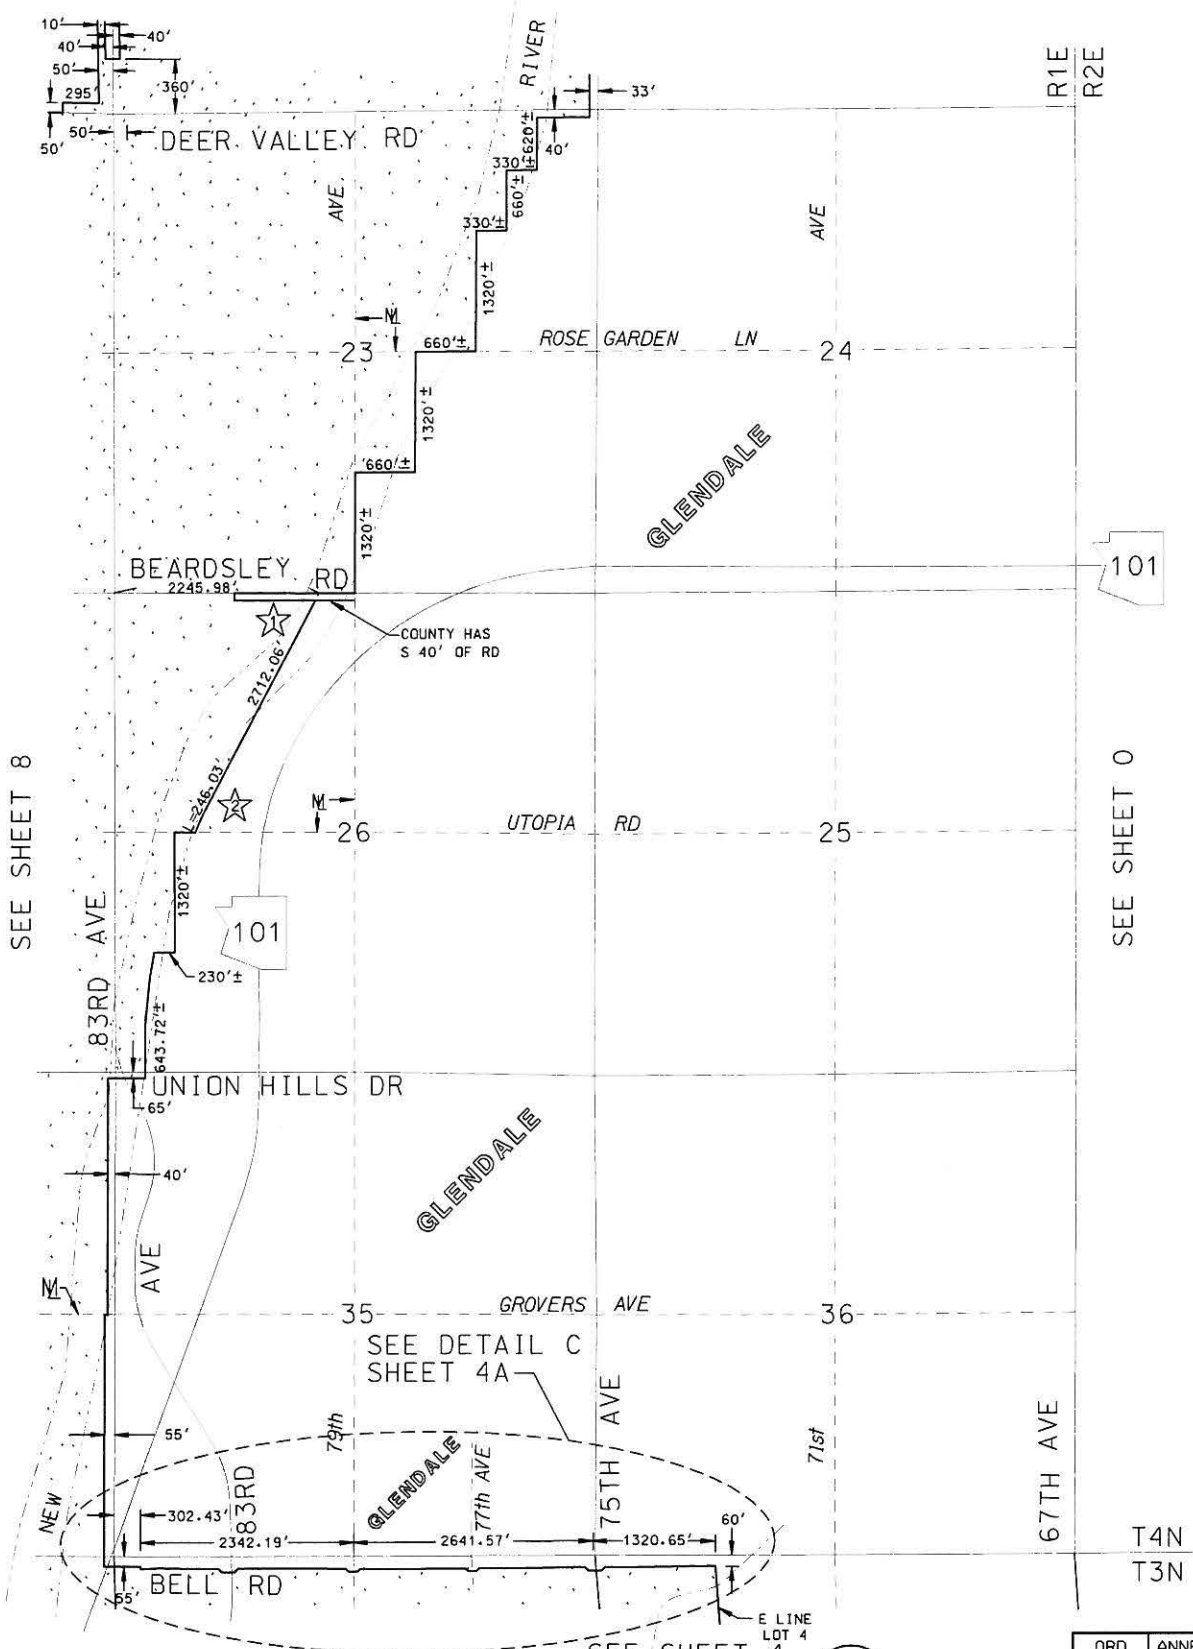 10'
40'
40'
50'
295'
360'
50'
50'
DEER VALLEY RD
RIVER
33'
R1E R2E
620'±
40'
330'±
660'±
330'±
AVE
AVE
1320'±
23
ROSE GARDEN LN
24
660'±
1320'±
660'±
GLENDALE
1320'±
BEARDSLEY RD
2245.98'
101
1
COUNTY HAS
S 40' OF RD
2712.06'
SEE SHEET 8
SEE SHEET 0
L=246.03'
2
26
UTOPIA RD
25
1320'±
83RD AVE
101
230'±
643.72'±
UNION HILLS DR
65'
40'
GLENDALE
AVE
35
GROVERS AVE
36
SEE DETAIL C
SHEET 4A
55'
79th
GLENDALE
77th AVE
75TH AVE
71st
67TH AVE
NEW
83RD
302.43'
2342.19'
2641.57'
1320.65'
60'
T4N
T3N
55'
BELL RD
E LINE
LOT 4
SEE SHEET 4
ORD